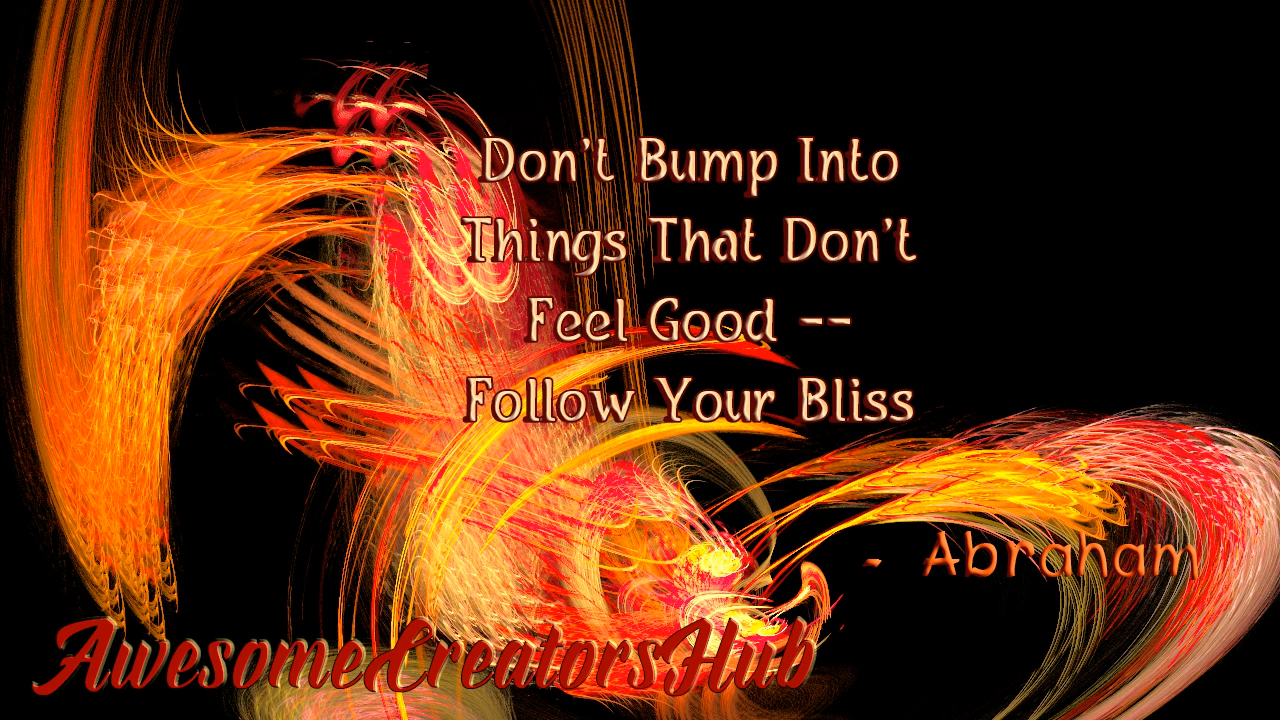 Don't Bump Into
Things That Don't
Feel Good --
Follow Your Bliss
- Abraham
AwesomeCreatorsHub